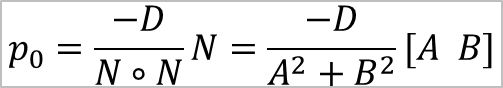 p₀ = −D / (N ∘ N) N = −D / (A² + B²) [A B]